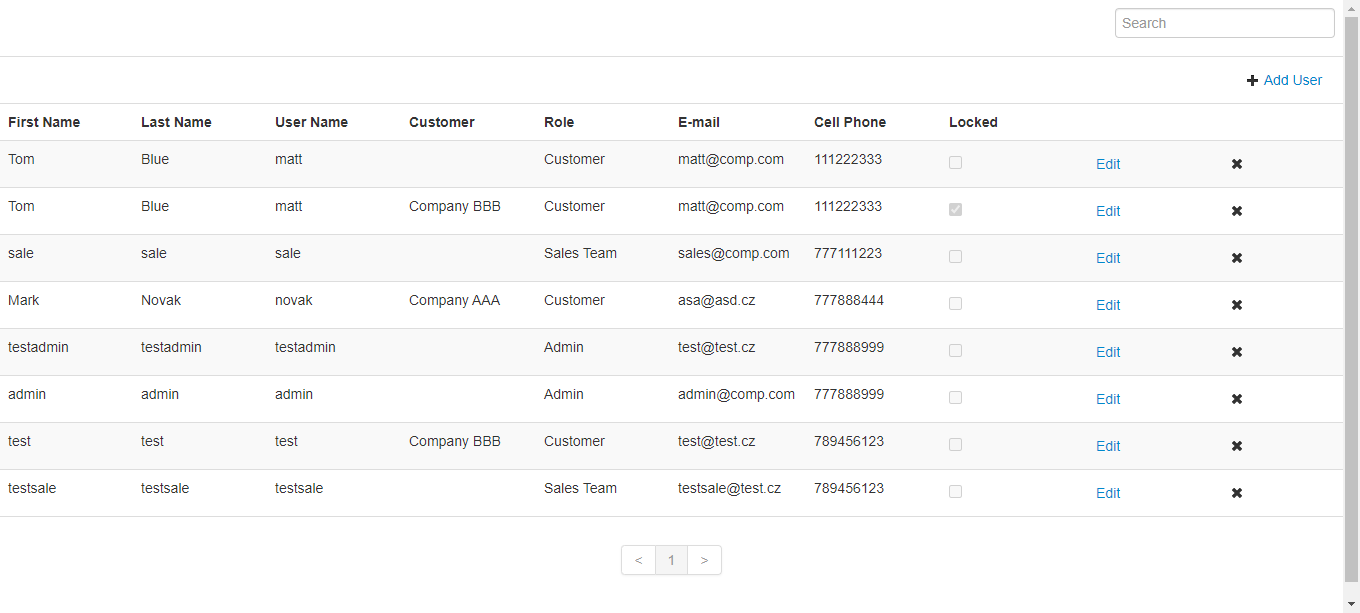 Search
Add User
First Name Last Name User Name Customer Role E-mail Cell Phone Locked
Tom Blue matt Customer matt@comp.com 111222333 Edit
Tom Blue matt Company BBB Customer matt@comp.com 111222333 Edit
sale sale sale Sales Team sales@comp.com 777111223 Edit
Mark Novak novak Company AAA Customer asa@asd.cz 777888444 Edit
testadmin testadmin testadmin Admin test@test.cz 777888999 Edit
admin admin admin Admin admin@comp.com 777888999 Edit
test test test Company BBB Customer test@test.cz 789456123 Edit
testsale testsale testsale Sales Team testsale@test.cz 789456123 Edit
< 1 >